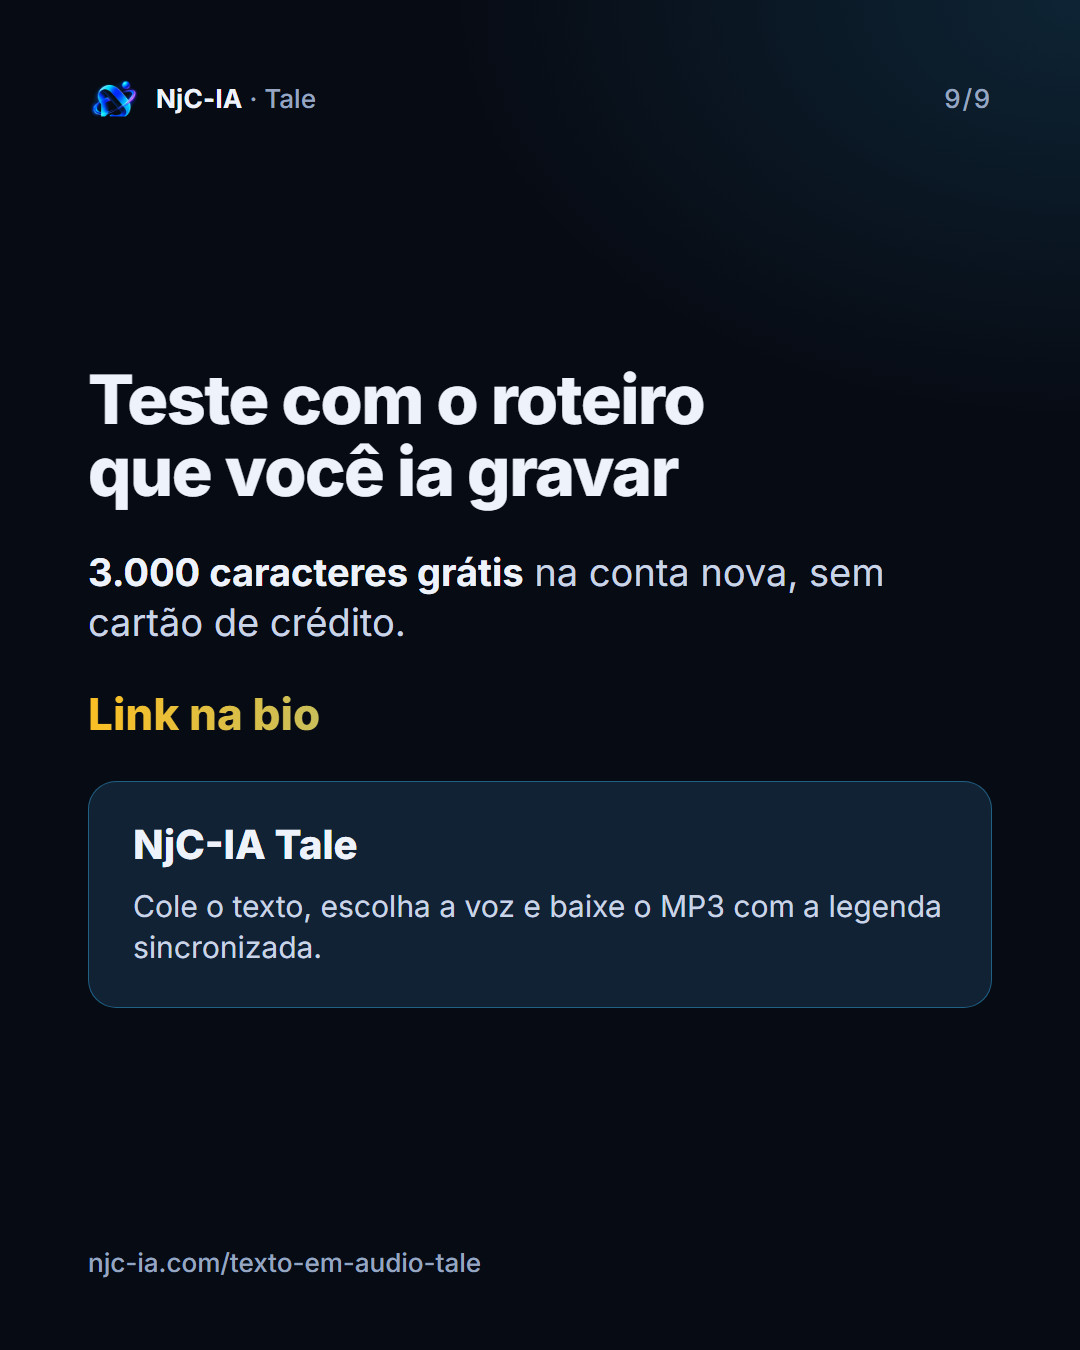 NjC-IA · Tale
9/9
Teste com o roteiro
que você ia gravar
3.000 caracteres grátis na conta nova, sem
cartão de crédito.
Link na bio
NjC-IA Tale
Cole o texto, escolha a voz e baixe o MP3 com a legenda
sincronizada.
njc-ia.com/texto-em-audio-tale